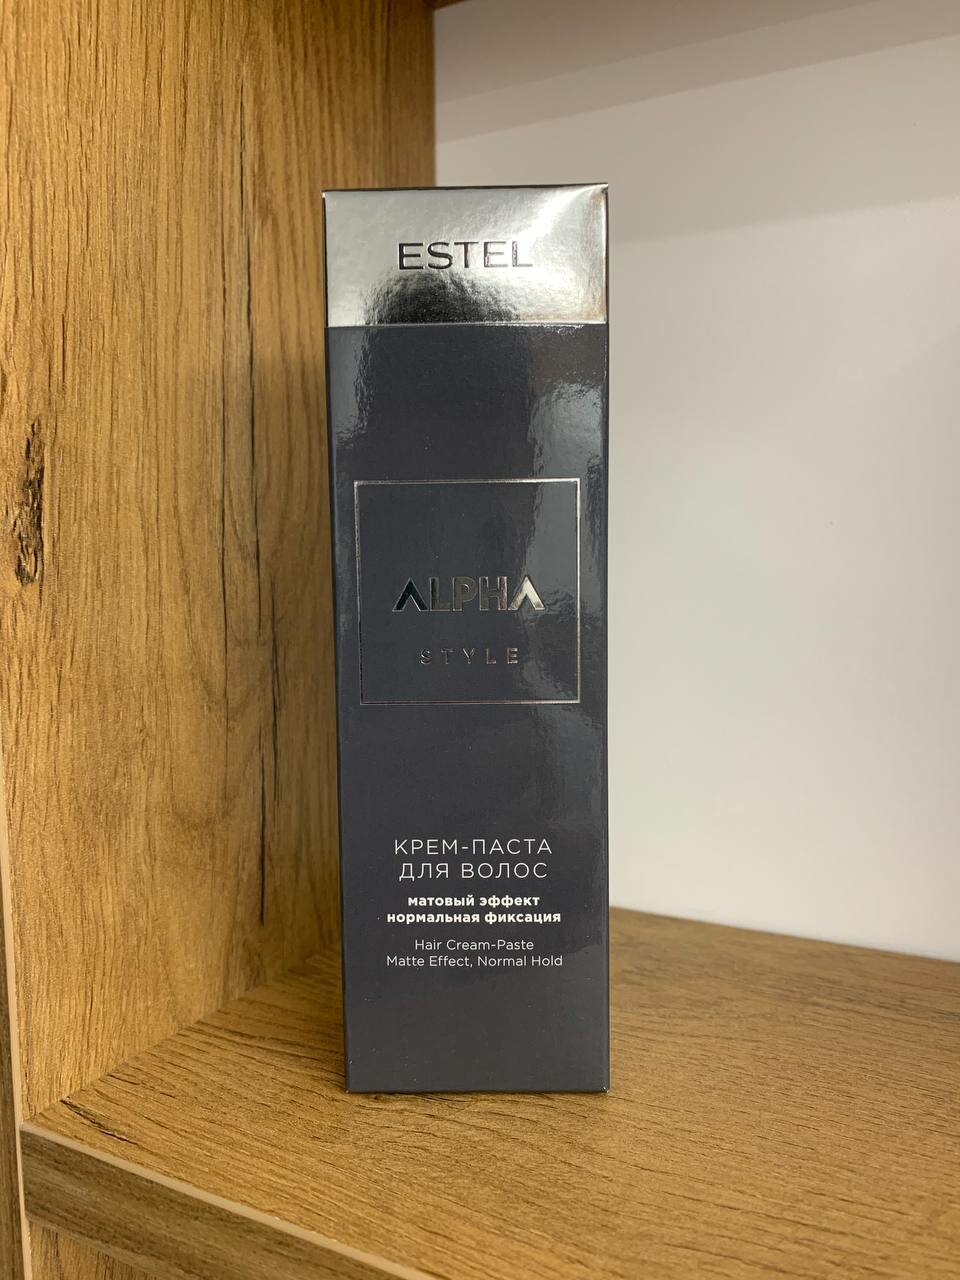 ESTEL
ALPHA
STYLE
КРЕМ-ПАСТА
ДЛЯ ВОЛОС
матовый эффект
нормальная фиксация
Hair Cream-Paste
Matte Effect, Normal Hold